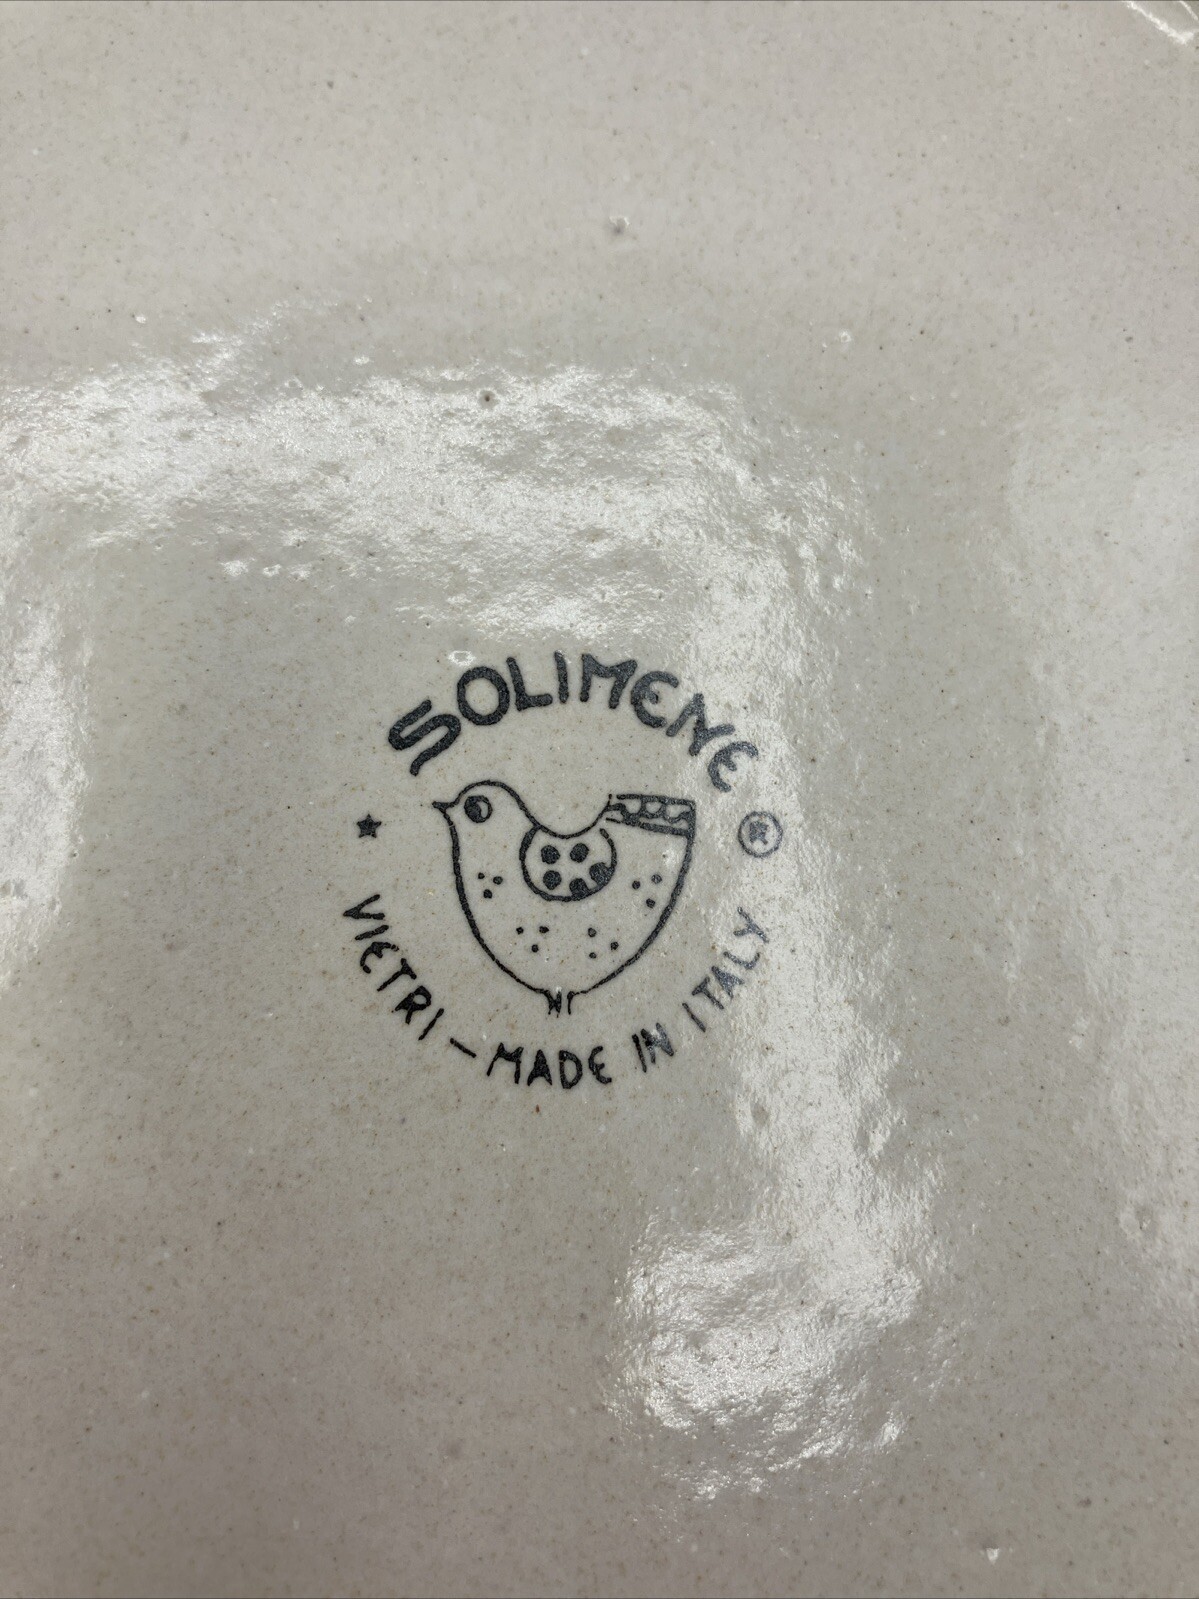 SOLIMENE
★ ®
VIETRI - MADE IN ITALY